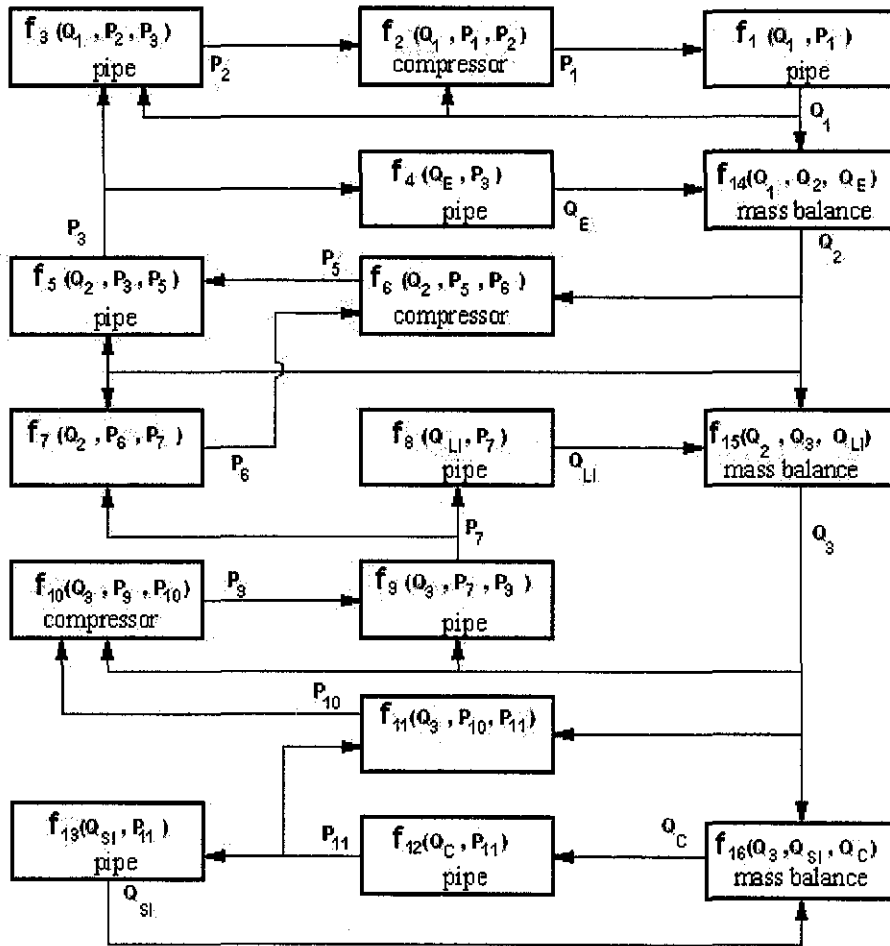 f3 (Q1, P2, P3)
pipe
P2
f2 (Q1, P1, P2)
compressor
P1
f1 (Q1, P1)
pipe
Q1
f4 (QE, P3)
pipe
QE
f14(Q1, Q2, QE)
mass balance
P3
Q2
f5 (Q2, P3, P5)
pipe
P5
f6 (Q2, P5, P6)
compressor
f7 (Q2, P6, P7)
P6
f8 (QLI, P7)
pipe
QLI
f15(Q2, Q3, QLI)
mass balance
P7
Q3
f10(Q3, P9, P10)
compressor
P9
f9 (Q3, P7, P9)
pipe
P10
f11(Q3, P10, P11)
f13(QSI, P11)
pipe
P11
f12(QC, P11)
pipe
QC
f16(Q3, QSI, QC)
mass balance
QSI